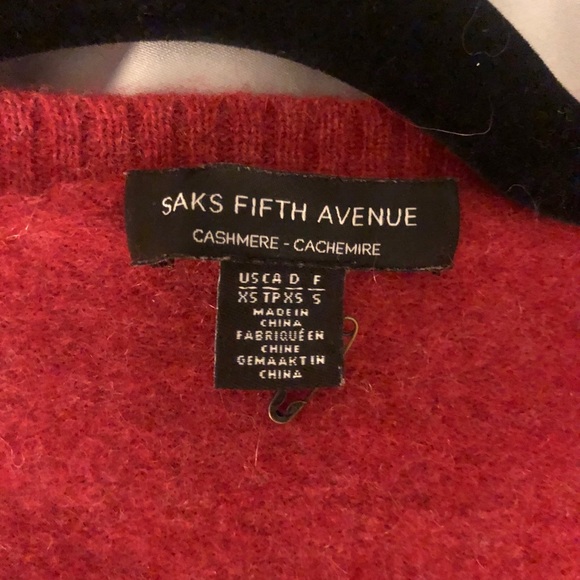 SAKS FIFTH AVENUE
CASHMERE - CACHEMIRE
US CA D F
XS TP XS S
MADE IN
CHINA
FABRIQUÉ EN
CHINE
GEMAAKT IN
CHINA